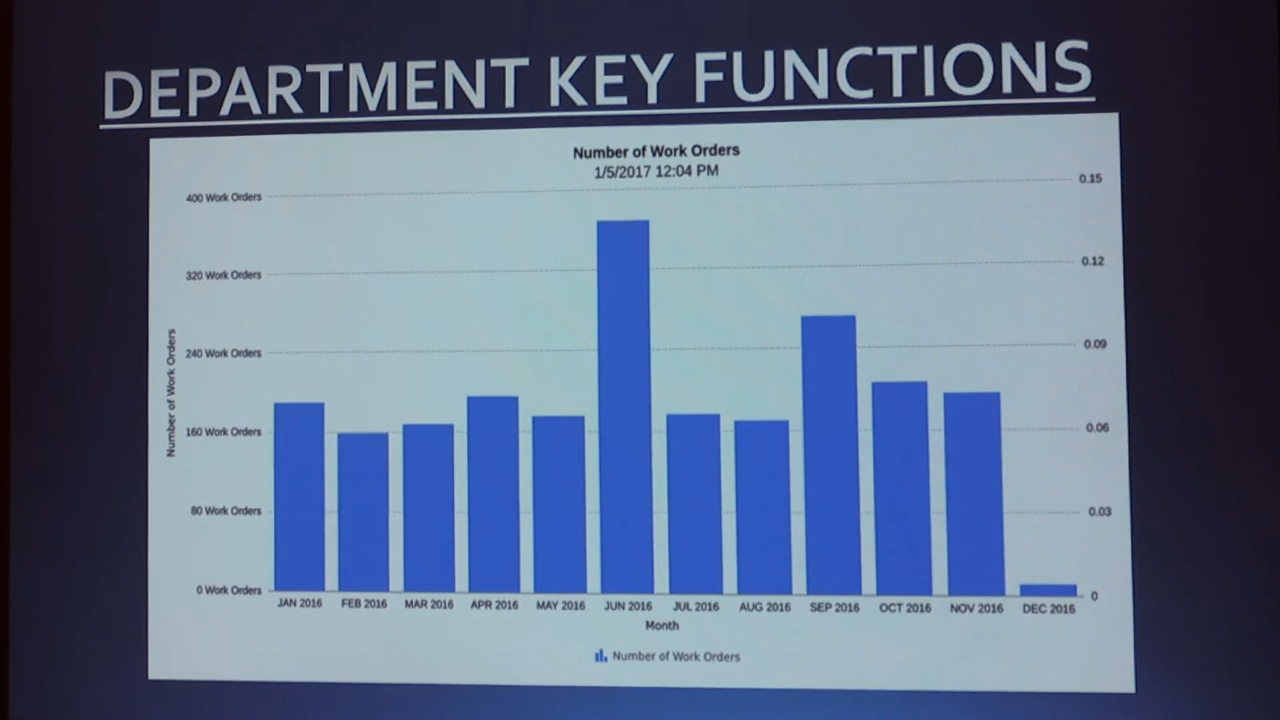 DEPARTMENT KEY FUNCTIONS
Number of Work Orders
1/5/2017 12:04 PM
400 Work Orders
320 Work Orders
240 Work Orders
160 Work Orders
80 Work Orders
0 Work Orders
Number of Work Orders
0.15
0.12
0.09
0.06
0.03
0
JAN 2016 FEB 2016 MAR 2016 APR 2016 MAY 2016 JUN 2016 JUL 2016 AUG 2016 SEP 2016 OCT 2016 NOV 2016 DEC 2016
Month
Number of Work Orders